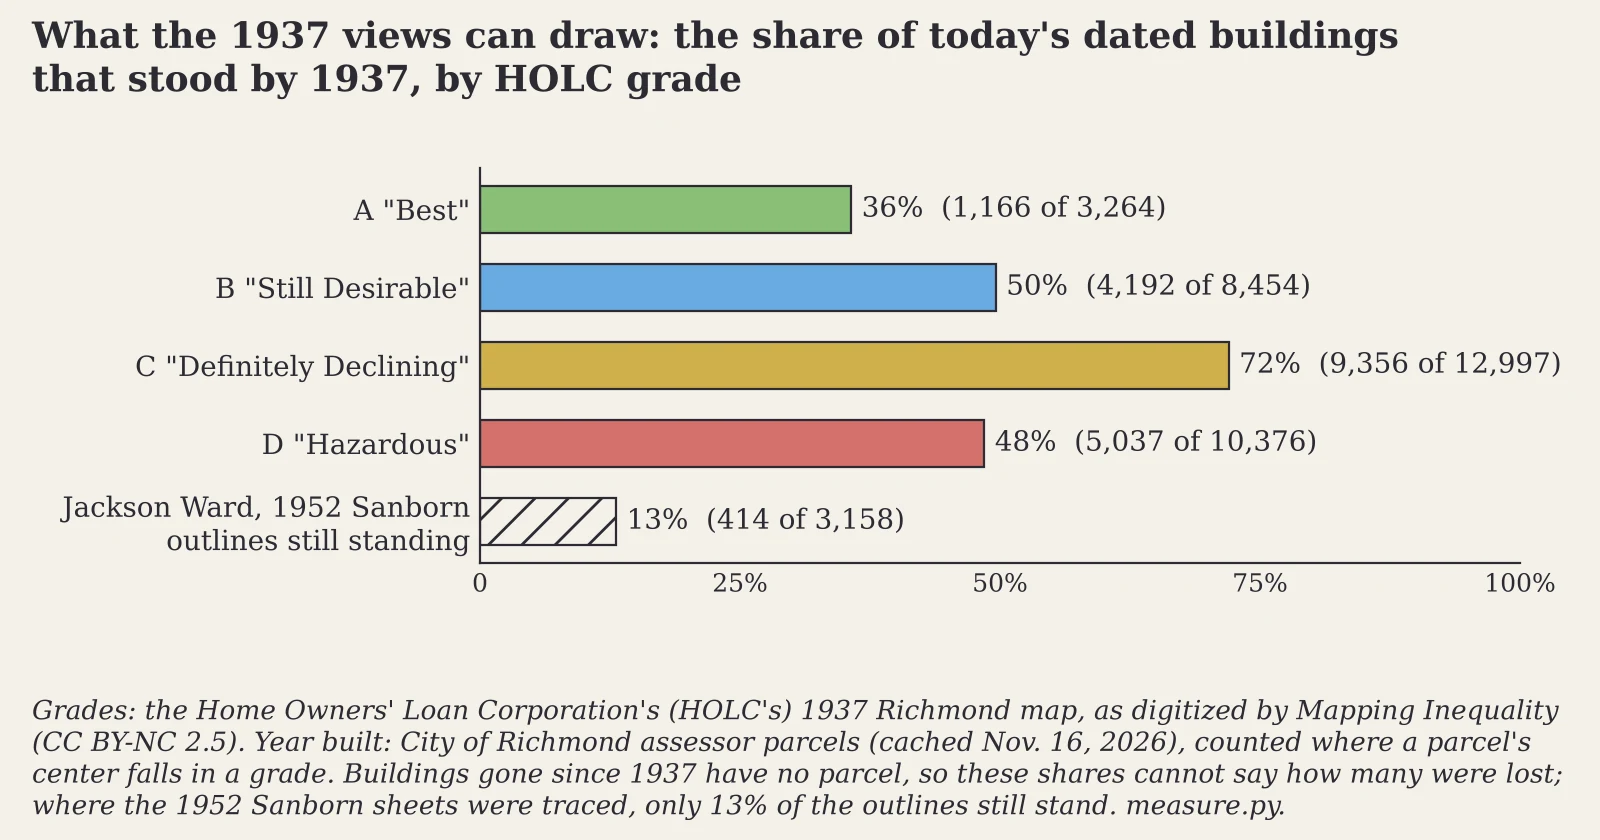 What the 1937 views can draw: the share of today's dated buildings
that stood by 1937, by HOLC grade
A "Best"
36% (1,166 of 3,264)
B "Still Desirable"
50% (4,192 of 8,454)
C "Definitely Declining"
72% (9,356 of 12,997)
D "Hazardous"
48% (5,037 of 10,376)
Jackson Ward, 1952 Sanborn
outlines still standing
13% (414 of 3,158)
0 25% 50% 75% 100%
Grades: the Home Owners' Loan Corporation's (HOLC's) 1937 Richmond map, as digitized by Mapping Inequality
(CC BY-NC 2.5). Year built: City of Richmond assessor parcels (cached Nov. 16, 2026), counted where a parcel's
center falls in a grade. Buildings gone since 1937 have no parcel, so these shares cannot say how many were lost;
where the 1952 Sanborn sheets were traced, only 13% of the outlines still stand. measure.py.